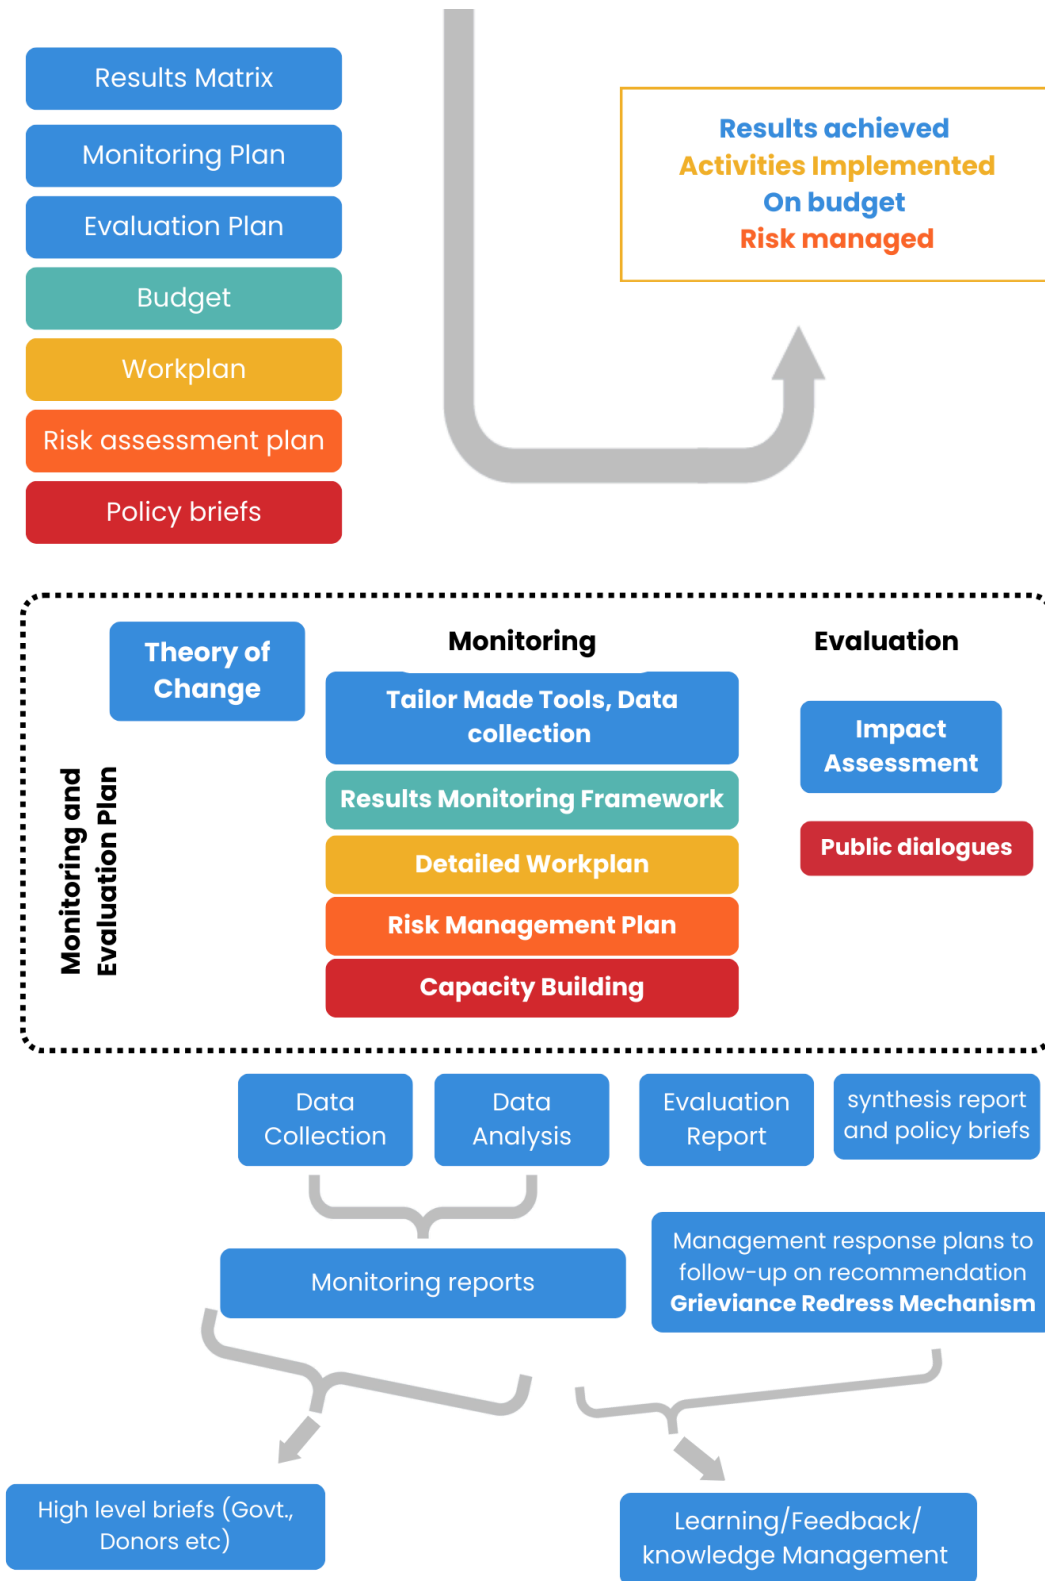 Results Matrix
Monitoring Plan
Evaluation Plan
Budget
Workplan
Risk assessment plan
Policy briefs
Results achieved
Activities Implemented
On budget
Risk managed
Monitoring and
Evaluation Plan
Theory of
Change
Monitoring
Tailor Made Tools, Data
collection
Results Monitoring Framework
Detailed Workplan
Risk Management Plan
Capacity Building
Evaluation
Impact
Assessment
Public dialogues
Data
Collection
Data
Analysis
Evaluation
Report
synthesis report
and policy briefs
Monitoring reports
Management response plans to
follow-up on recommendation
Grieviance Redress Mechanism
High level briefs (Govt.,
Donors etc)
Learning/Feedback/
knowledge Management